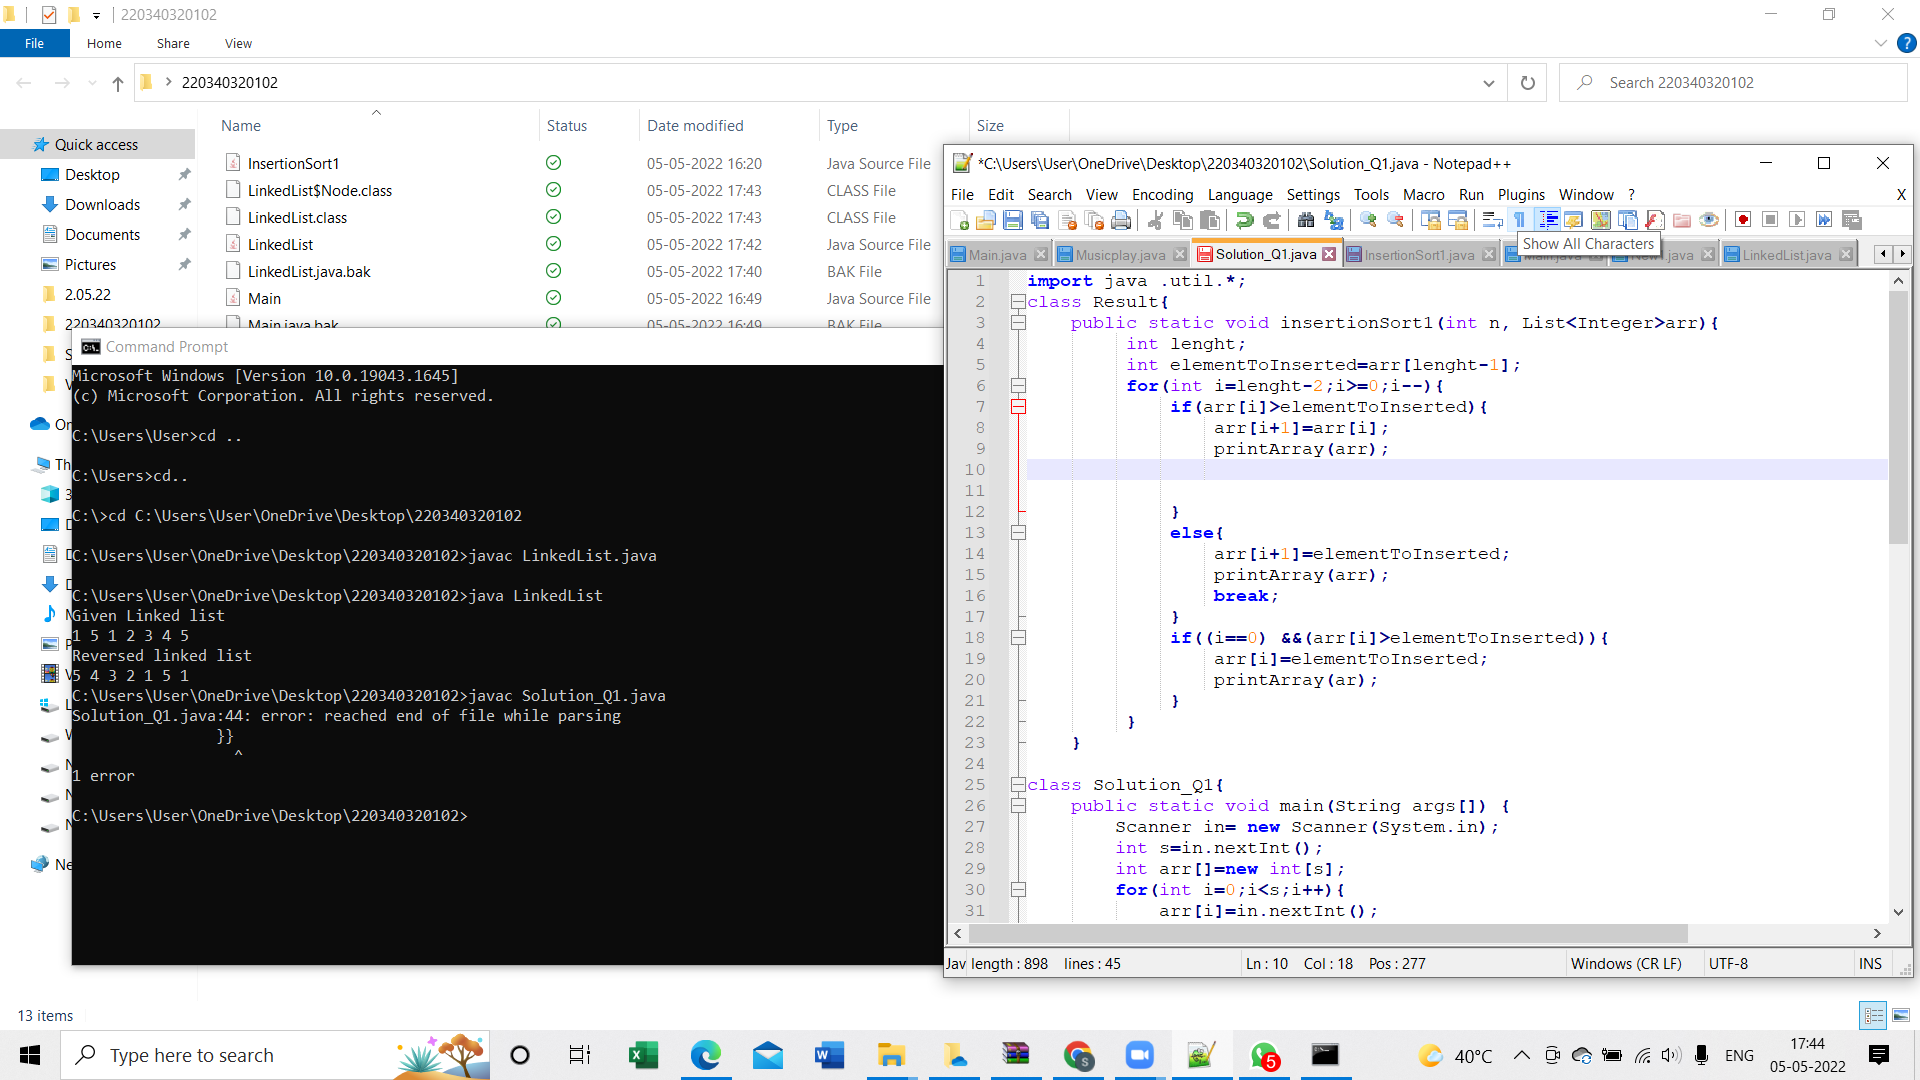 220340320102
File Home Share View
220340320102
Search 220340320102
Name Status Date modified Type Size
Quick access
Desktop
Downloads
Documents
Pictures
2.05.22
220340320102
InsertionSort1 05-05-2022 16:20 Java Source File
LinkedList$Node.class 05-05-2022 17:43 CLASS File
LinkedList.class 05-05-2022 17:43 CLASS File
LinkedList 05-05-2022 17:42 Java Source File
LinkedList.java.bak 05-05-2022 17:40 BAK File
Main 05-05-2022 16:49 Java Source File
Main.java.bak 05-05-2022 16:49 BAK File
Command Prompt
Microsoft Windows [Version 10.0.19043.1645]
(c) Microsoft Corporation. All rights reserved.
C:\Users\User>cd ..
C:\Users>cd..
C:\>cd C:\Users\User\OneDrive\Desktop\220340320102
C:\Users\User\OneDrive\Desktop\220340320102>javac LinkedList.java
C:\Users\User\OneDrive\Desktop\220340320102>java LinkedList
Given Linked list
1 5 1 2 3 4 5
Reversed linked list
5 4 3 2 1 5 1
C:\Users\User\OneDrive\Desktop\220340320102>javac Solution_Q1.java
Solution_Q1.java:44: error: reached end of file while parsing
}}
^
1 error
C:\Users\User\OneDrive\Desktop\220340320102>
*C:\Users\User\OneDrive\Desktop\220340320102\Solution_Q1.java - Notepad++
File Edit Search View Encoding Language Settings Tools Macro Run Plugins Window ? X
Main.java Musicplay.java Solution_Q1.java InsertionSort1.java LinkedList.java
Show All Characters
1 import java .util.*;
2 class Result{
3 public static void insertionSort1(int n, List<Integer>arr){
4 int lenght;
5 int elementToInserted=arr[lenght-1];
6 for(int i=lenght-2;i>=0;i--){
7 if(arr[i]>elementToInserted){
8 arr[i+1]=arr[i];
9 printArray(arr);
10
11
12 }
13 else{
14 arr[i+1]=elementToInserted;
15 printArray(arr);
16 break;
17 }
18 if((i==0) &&(arr[i]>elementToInserted)){
19 arr[i]=elementToInserted;
20 printArray(ar);
21 }
22 }
23 }
24
25 class Solution_Q1{
26 public static void main(String args[]) {
27 Scanner in= new Scanner(System.in);
28 int s=in.nextInt();
29 int arr[]=new int[s];
30 for(int i=0;i<s;i++){
31 arr[i]=in.nextInt();
Jav length : 898 lines : 45 Ln : 10 Col : 18 Pos : 277 Windows (CR LF) UTF-8 INS
13 items
Type here to search
5
40°C ENG 17:44
05-05-2022